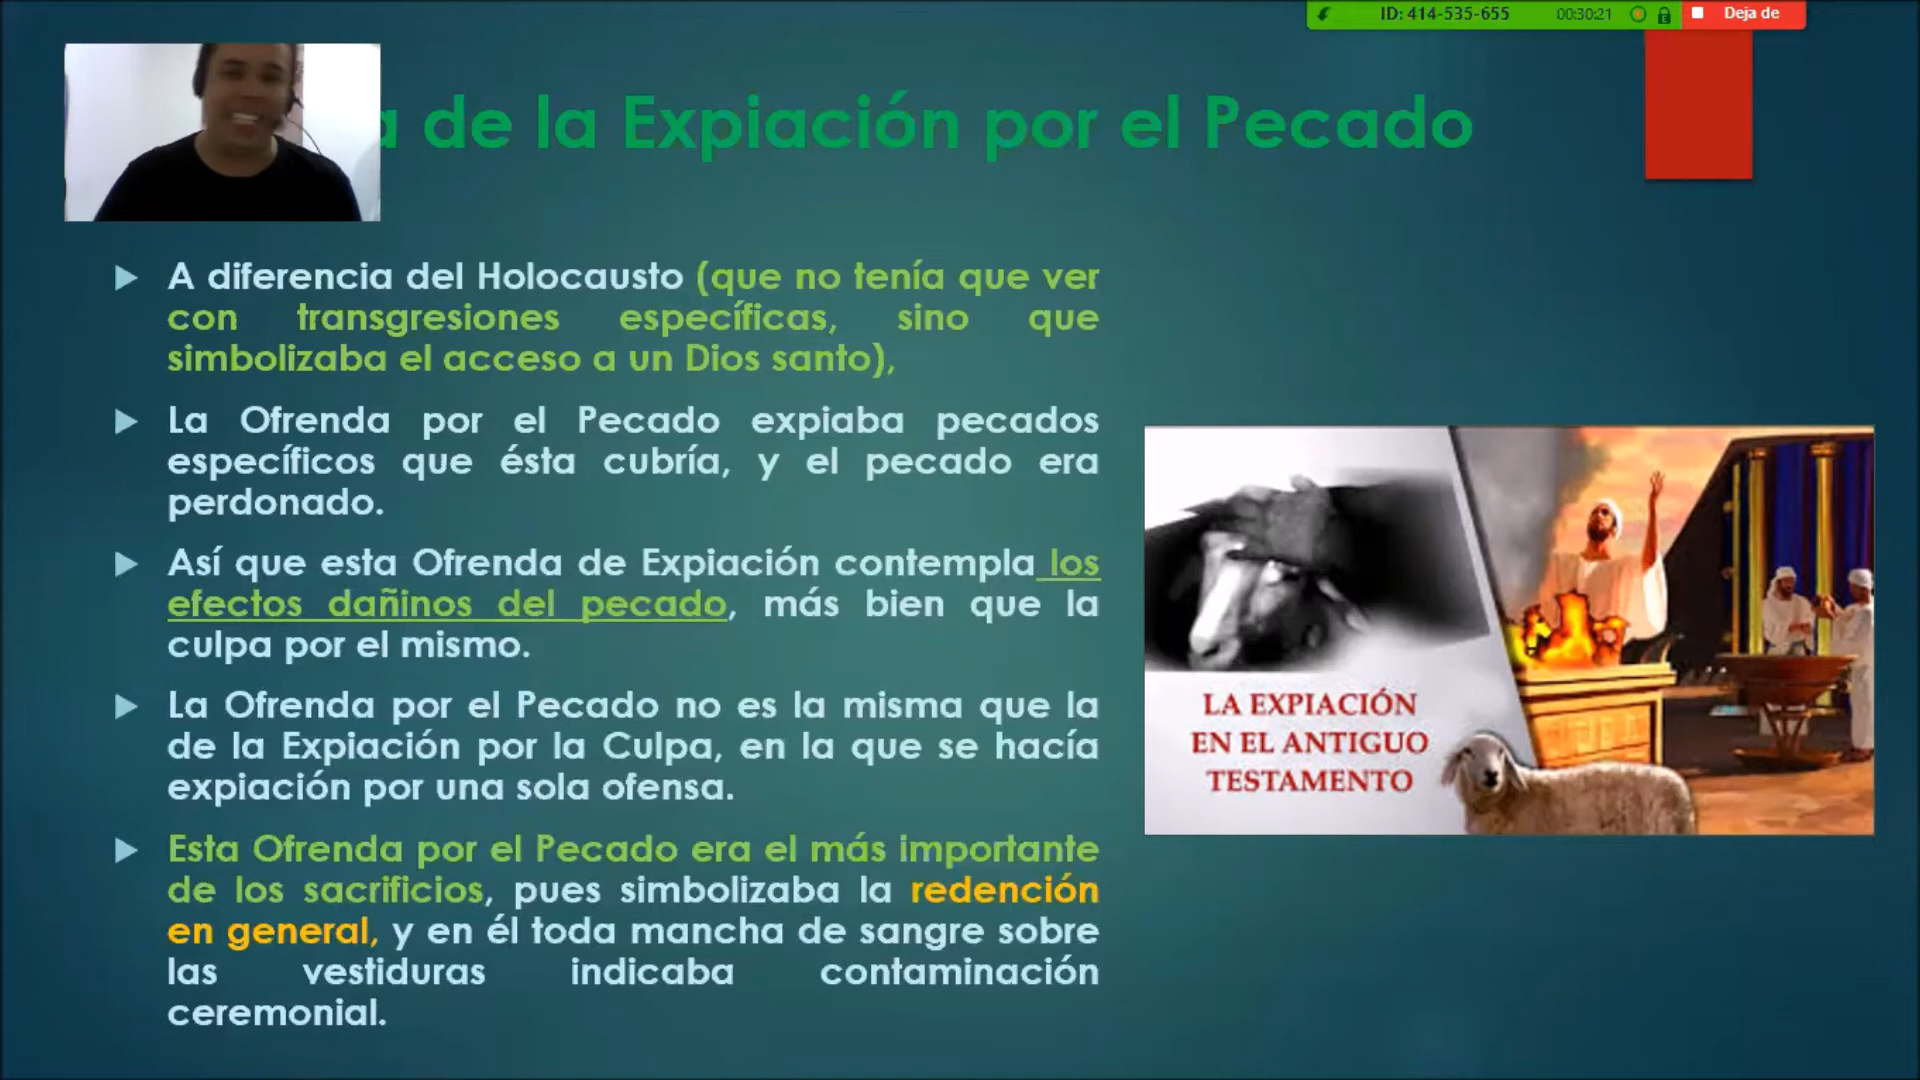 ID: 414-535-655
00:30:21
Deja de
de la Expiación por el Pecado
A diferencia del Holocausto (que no tenía que ver
con transgresiones específicas, sino que
simbolizaba el acceso a un Dios santo),
La Ofrenda por el Pecado expiaba pecados
específicos que ésta cubría, y el pecado era
perdonado.
Así que esta Ofrenda de Expiación contempla los
efectos dañinos del pecado, más bien que la
culpa por el mismo.
La Ofrenda por el Pecado no es la misma que la
de la Expiación por la Culpa, en la que se hacía
expiación por una sola ofensa.
Esta Ofrenda por el Pecado era el más importante
de los sacrificios, pues simbolizaba la redención
en general, y en él toda mancha de sangre sobre
las vestiduras indicaba contaminación
ceremonial.
LA EXPIACIÓN
EN EL ANTIGUO
TESTAMENTO